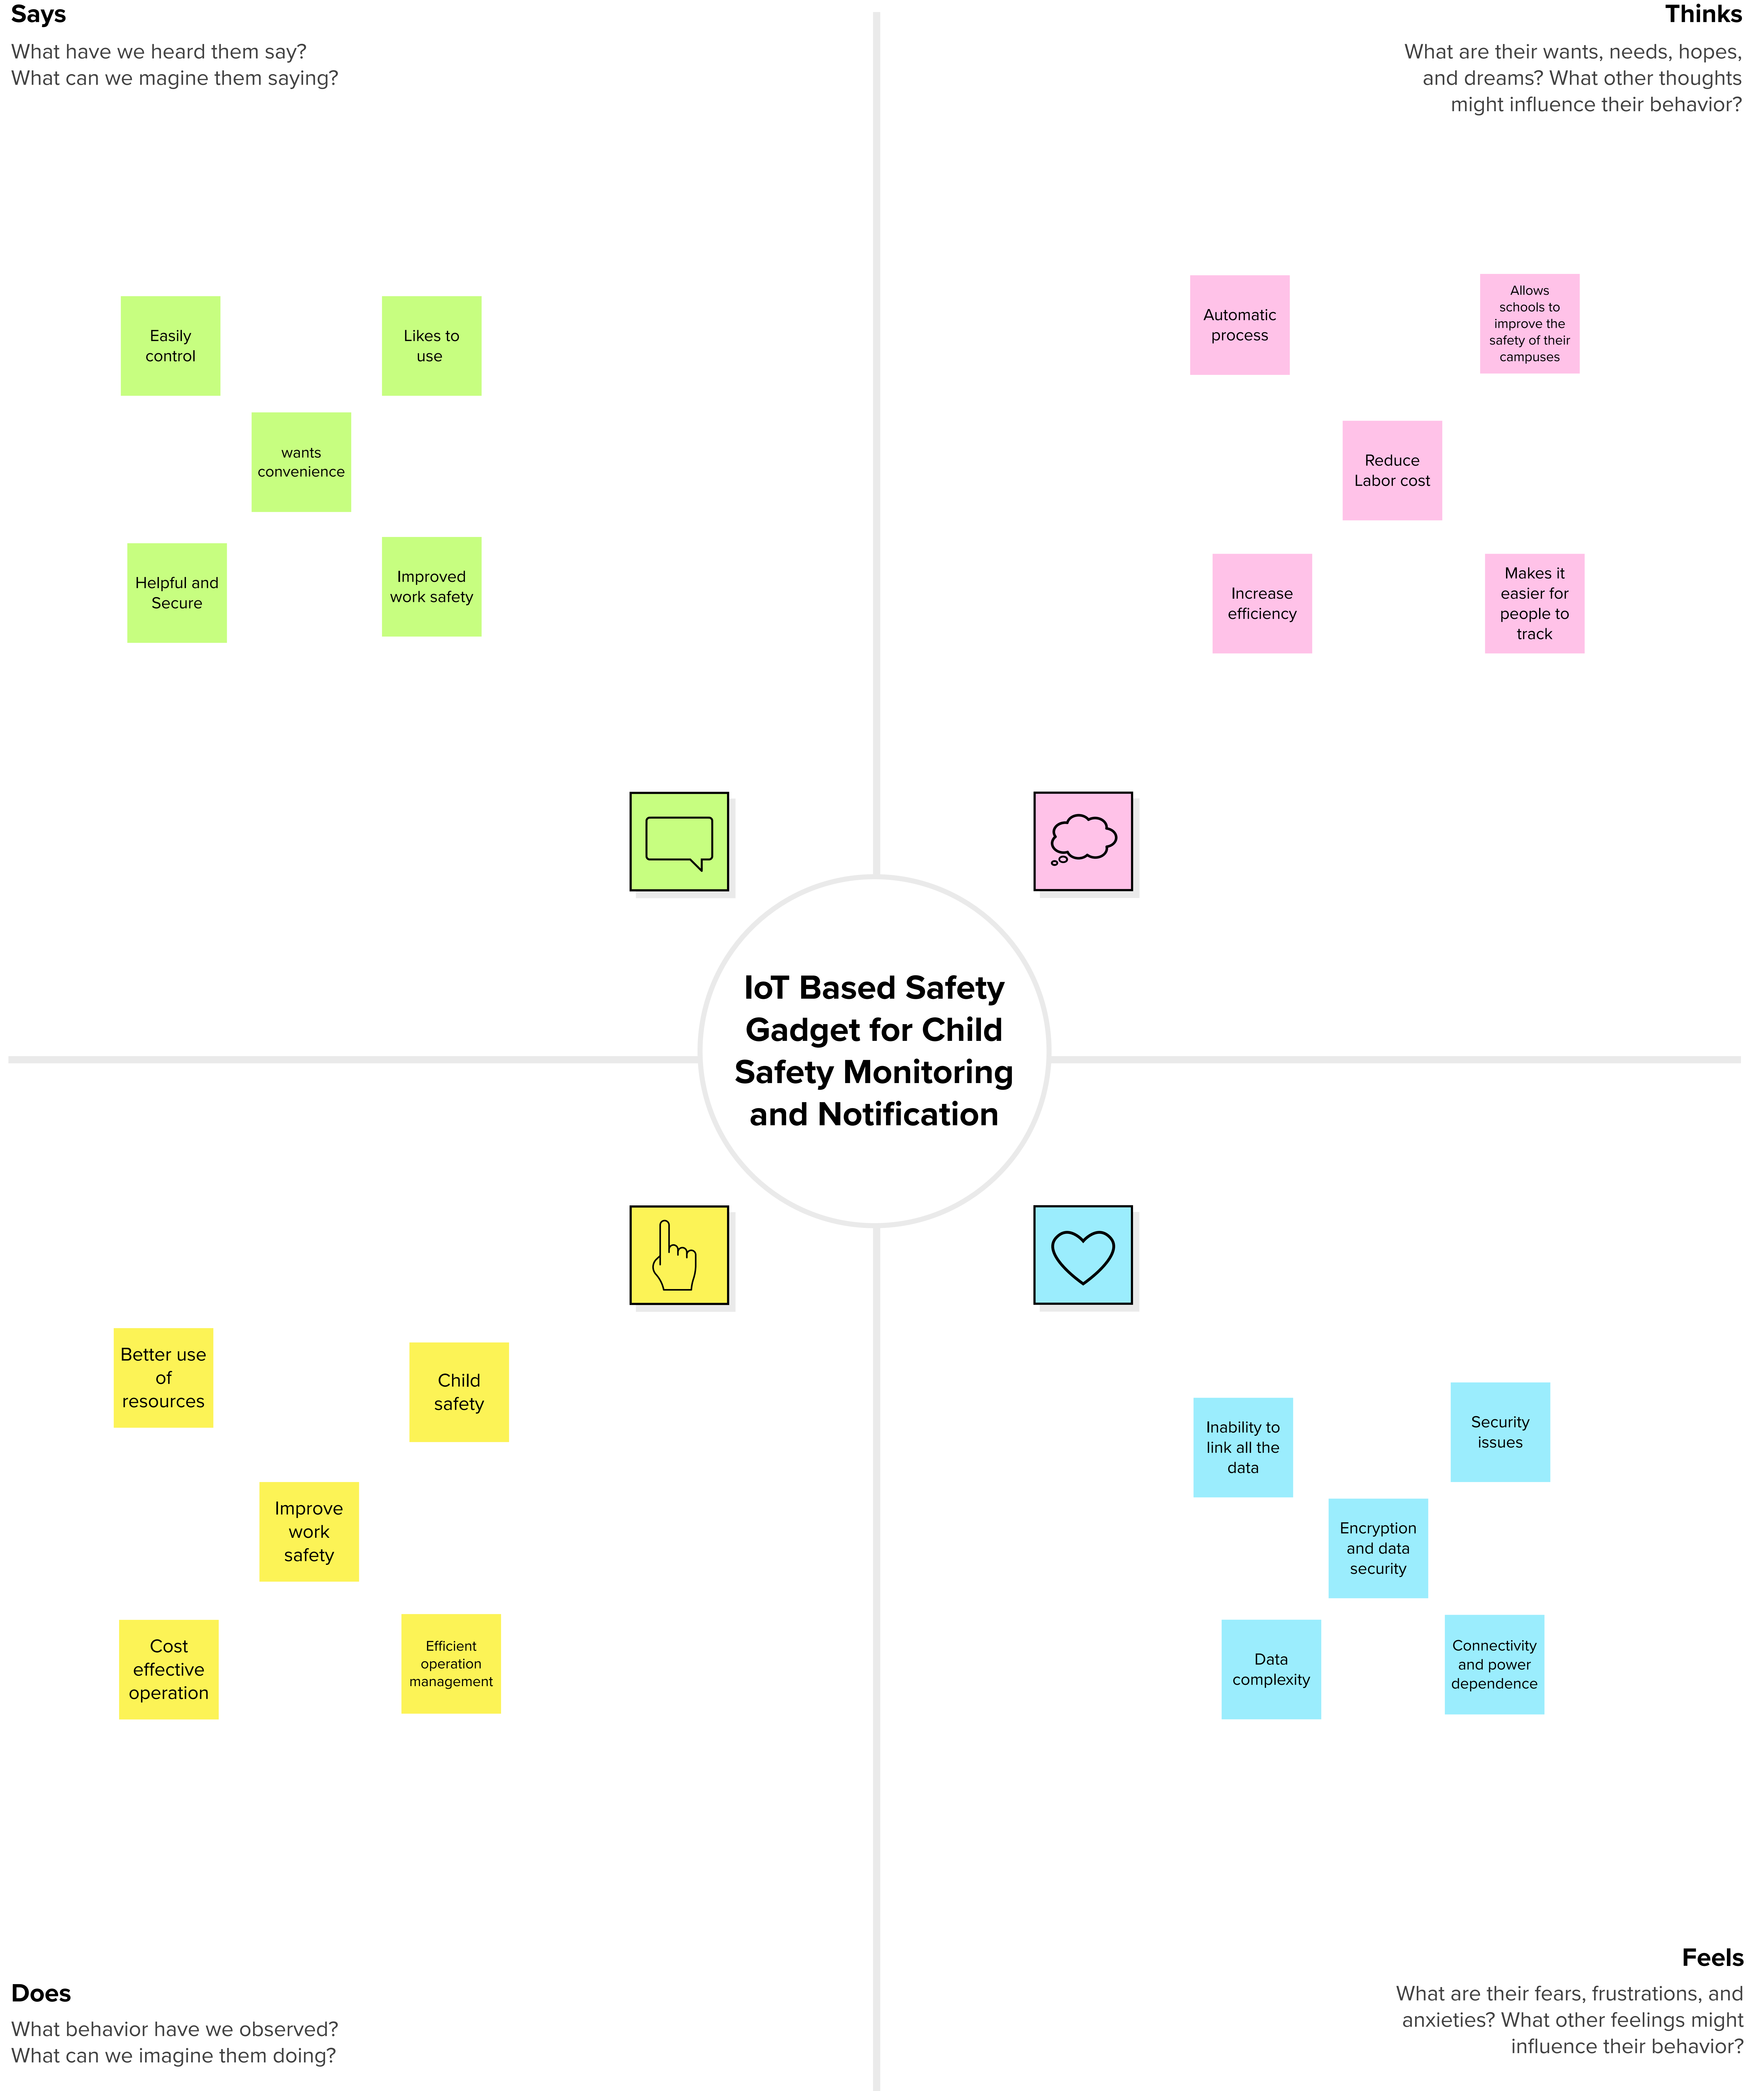 Says
What have we heard them say?
What can we magine them saying?
Thinks
What are their wants, needs, hopes,
and dreams? What other thoughts
might influence their behavior?
Easily
control
Likes to
use
wants
convenience
Helpful and
Secure
Improved
work safety
Automatic
process
Allows
schools to
improve the
safety of their
campuses
Reduce
Labor cost
Increase
efficiency
Makes it
easier for
people to
track
IoT Based Safety
Gadget for Child
Safety Monitoring
and Notification
Better use
of
resources
Child
safety
Improve
work
safety
Cost
effective
operation
Efficient
operation
management
Inability to
link all the
data
Security
issues
Encryption
and data
security
Data
complexity
Connectivity
and power
dependence
Does
What behavior have we observed?
What can we imagine them doing?
Feels
What are their fears, frustrations, and
anxieties? What other feelings might
influence their behavior?